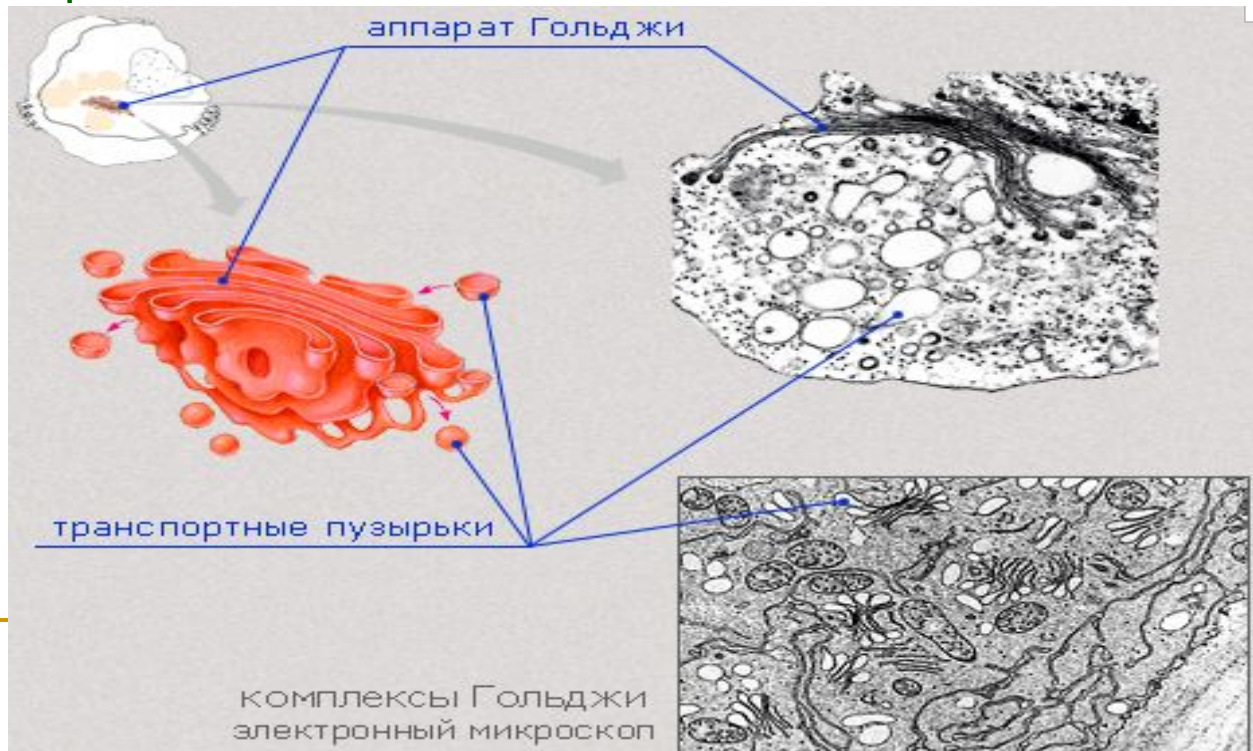 аппарат Гольджи
транспортные пузырьки
комплексы Гольджи
электронный микроскоп